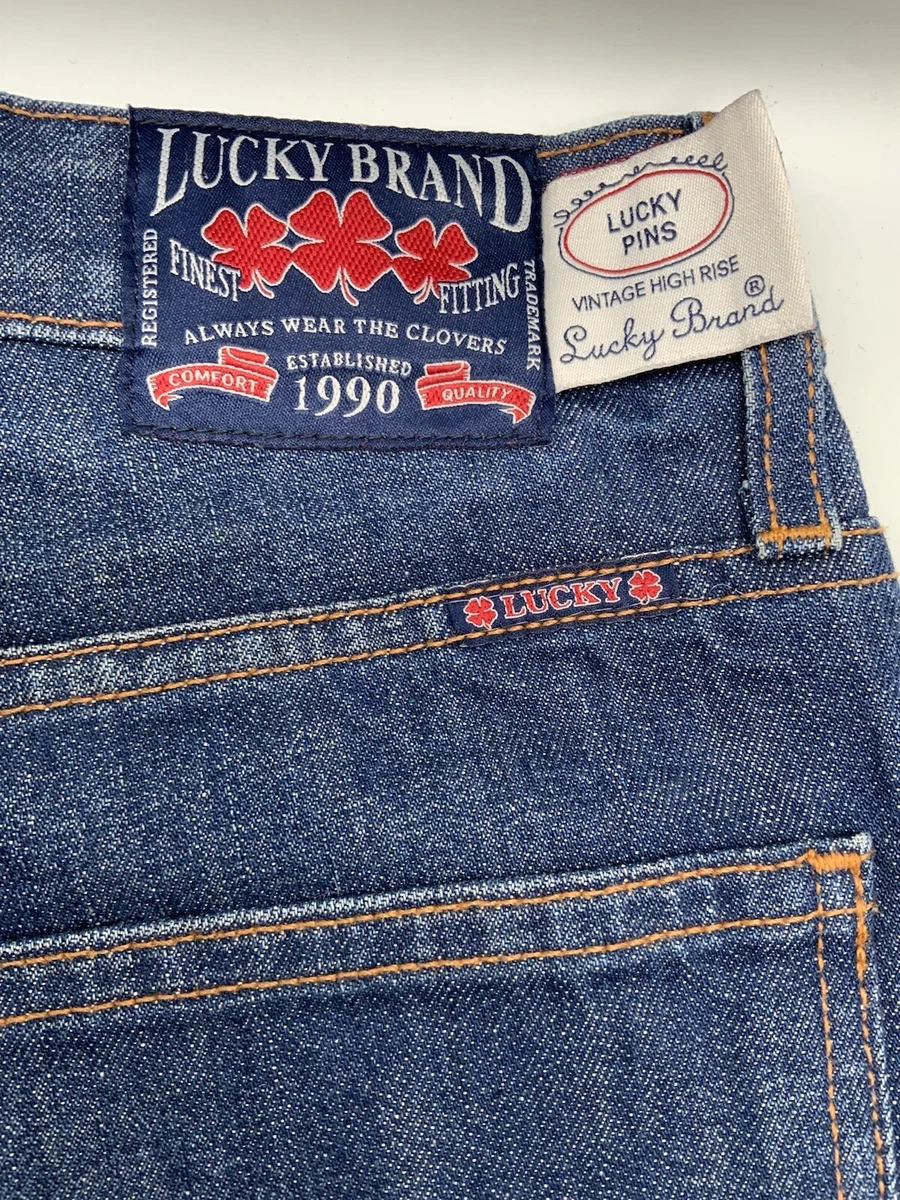 LUCKY BRAND
REGISTERED
FINEST
FITTING
TRADEMARK
ALWAYS WEAR THE CLOVERS
COMFORT
ESTABLISHED
1990
QUALITY
LUCKY
PINS
VINTAGE HIGH RISE
Lucky Brand®
LUCKY